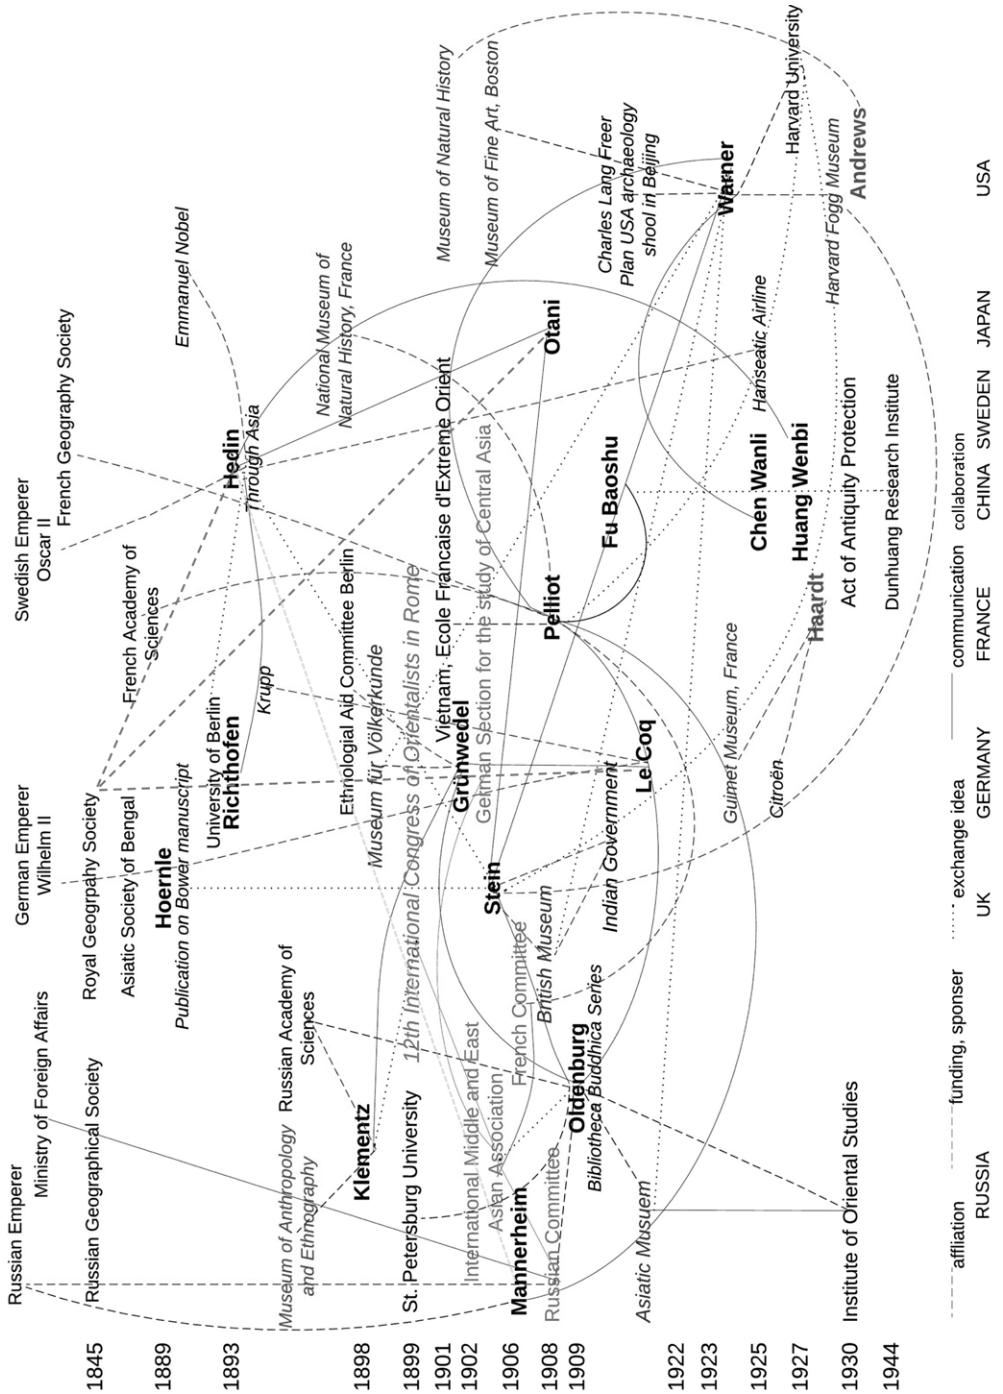 Russian Emperer
Ministry of Foreign Affairs
German Emperer
Wilhelm II
Swedish Emperer
Oscar II
French Geography Society
1845
Russian Geographical Society
Royal Geogrpahy Society
Asiatic Society of Bengal
French Academy of
Sciences
1889
Hoernle
Publication on Bower manuscript
Emmanuel Nobel
1893
University of Berlin
Richthofen
Krupp
Hedin
Through Asia
Museum of Anthropology
and Ethnography
Russian Academy of
Sciences
National Museum of
Natural History, France
1898
Klementz
Ethnological Aid Committee Berlin
Museum für Völkerkunde
1899
St. Petersburg University
12th International Congress of Orientalists in Rome
1901
Vietnam, Ecole Francaise d'Extreme Orient
Museum of Natural History
1902
Grünwedel
International Middle and East
Asian Association
German Section for the study of Central Asia
Museum of Fine Art, Boston
1906
Mannerheim
Stein
French Committee
1908
Russian Committee
British Museum
Pelliot
Otani
1909
Oldenburg
Bibliotheca Buddhica Series
Indian Government
Fu Baoshu
Charles Lang Freer
Plan USA archaeology
shool in Beijing
Asiatic Musuem
Le Coq
1922
1923
Warner
Guimet Museum, France
1925
Citroën
Chen Wanli
Hanseatic Airline
1927
Haardt
Huang Wenbi
Harvard University
Harvard Fogg Museum
1930
Institute of Oriental Studies
Act of Antiquity Protection
Andrews
1944
Dunhuang Research Institute
affliation
funding, sponser
exchange idea
communication
collaboration
RUSSIA
UK
GERMANY
FRANCE
CHINA
SWEDEN
JAPAN
USA